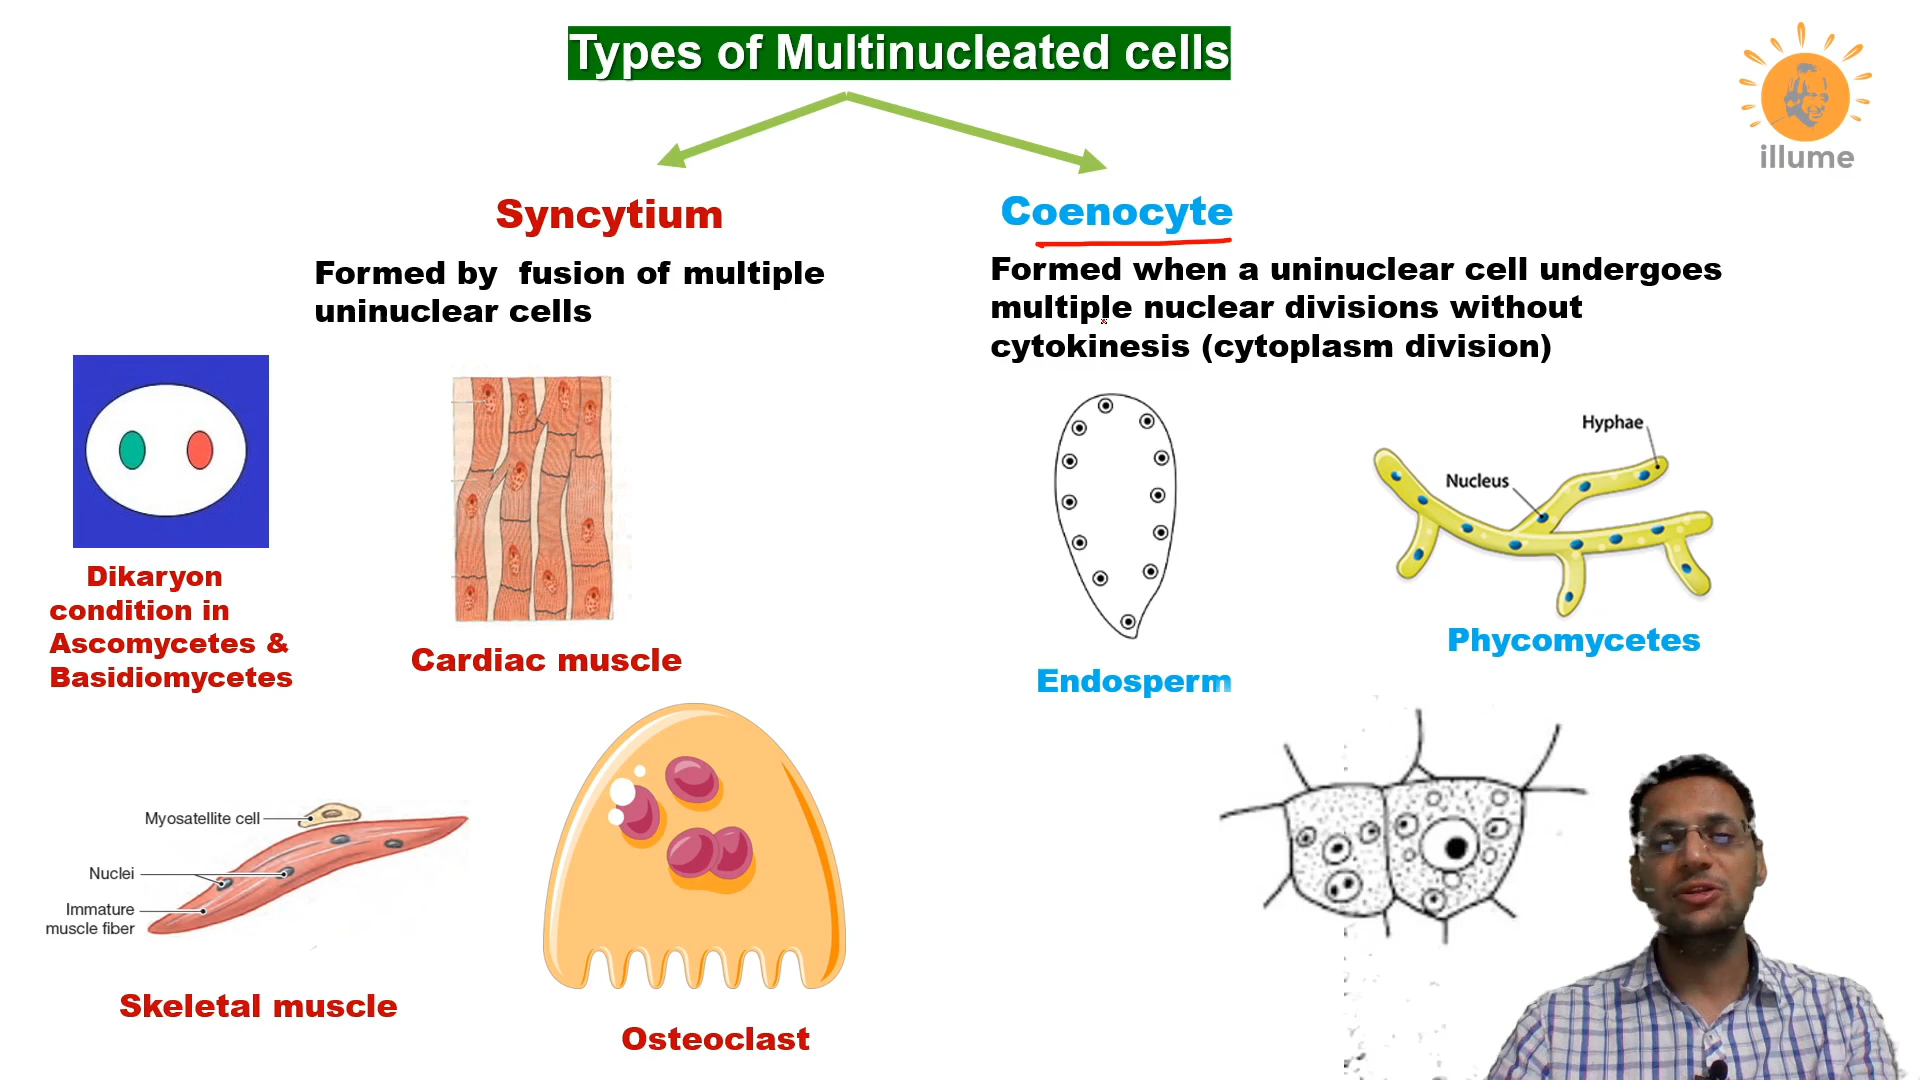 Types of Multinucleated cells
illume
Syncytium
Formed by fusion of multiple
uninuclear cells
Coenocyte
Formed when a uninuclear cell undergoes
multiple nuclear divisions without
cytokinesis (cytoplasm division)
Dikaryon
condition in
Ascomycetes &
Basidiomycetes
Cardiac muscle
Endosperm
Hyphae
Nucleus
Phycomycetes
Myosatellite cell
Nuclei
Immature
muscle fiber
Skeletal muscle
Osteoclast